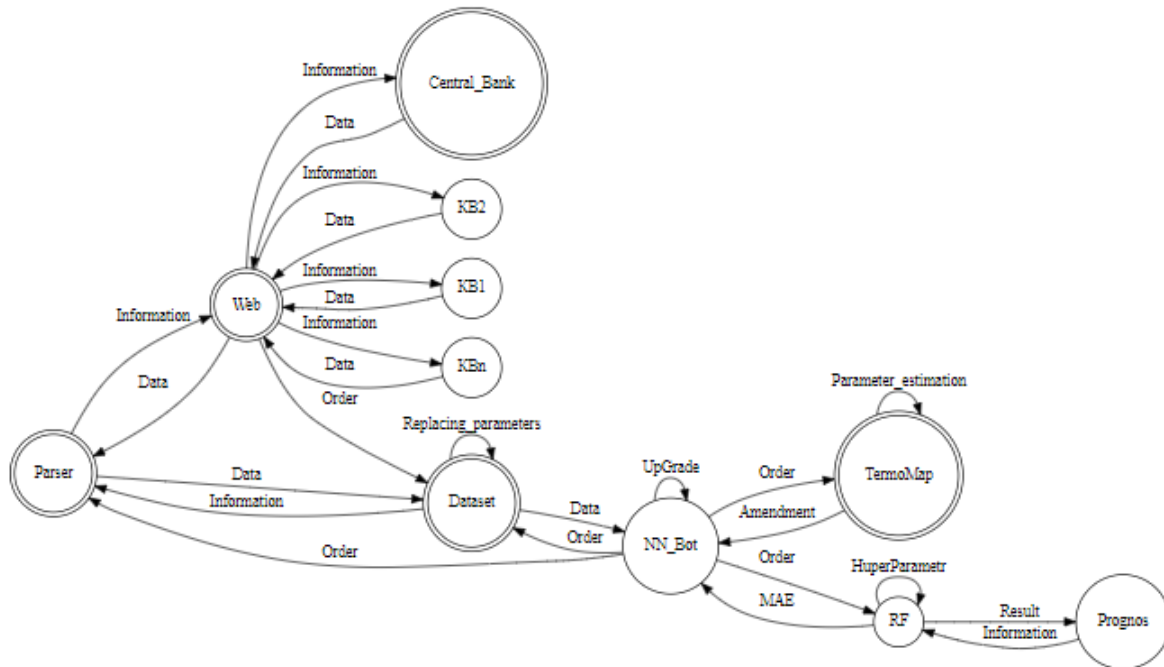 Information
Central_Bank
Data
Information
KB2
Data
Information
KB1
Web
Data
Information
Information
Data
KBn
Data
Order
Parameter_estimation
Replacing_parameters
UpGrade
Parser
Data
Order
TermoMap
Information
Dataset
Data
Amendment
Order
NN_Bot
Order
Order
HuperParametr
MAE
RF
Result
Prognos
Information